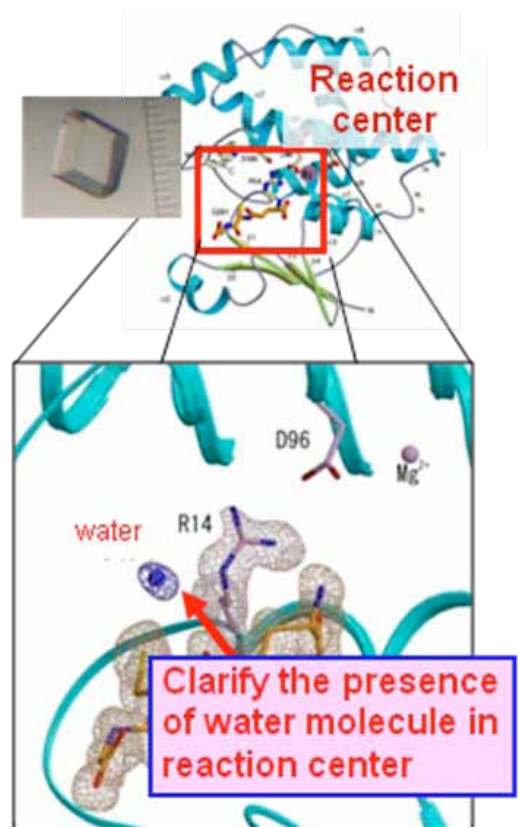 Reaction
center
D96
Mg2+
R14
water
Clarify the presence
of water molecule in
reaction center